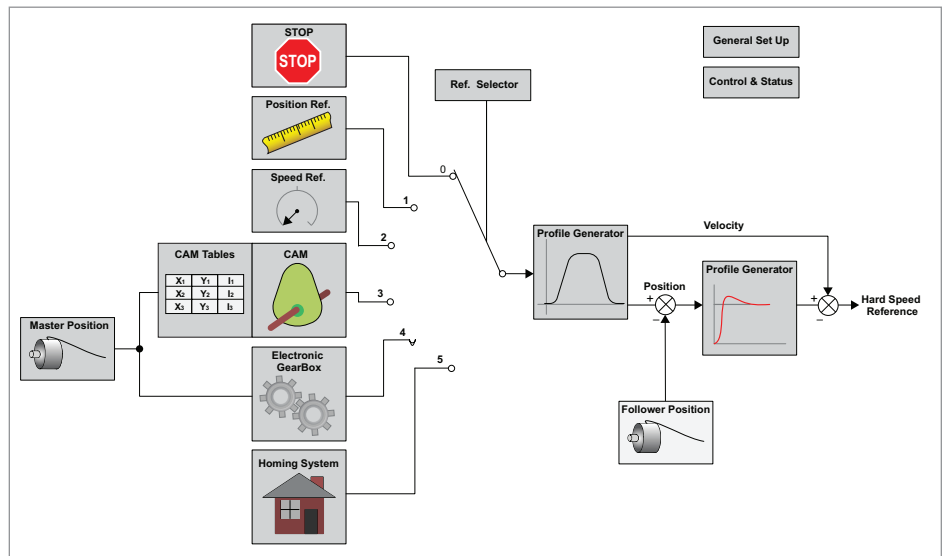 STOP
STOP
General Set Up
Control & Status
Ref. Selector
Position Ref.
0
1
Speed Ref.
2
Profile Generator
Velocity
CAM Tables
X1 Y1 I1
X2 Y2 I2
X3 Y3 I3
CAM
3
Position
+
−
Profile Generator
+
−
Hard Speed
Reference
Master Position
4
Electronic
GearBox
5
Follower Position
Homing System